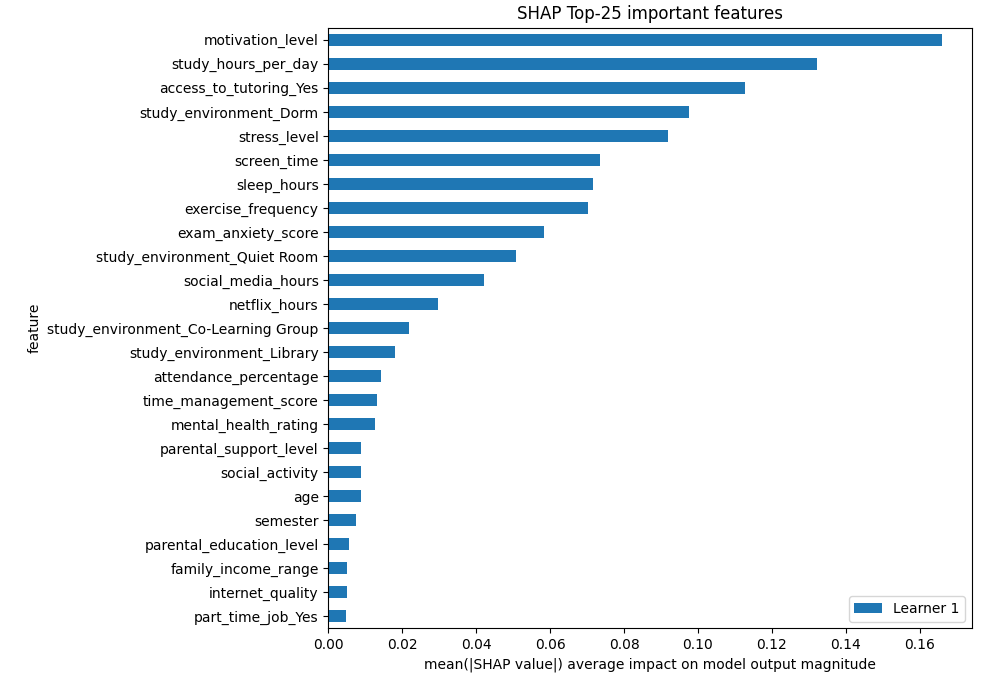 SHAP Top-25 important features
motivation_level
study_hours_per_day
access_to_tutoring_Yes
study_environment_Dorm
stress_level
screen_time
sleep_hours
exercise_frequency
exam_anxiety_score
study_environment_Quiet Room
social_media_hours
netflix_hours
study_environment_Co-Learning Group
study_environment_Library
attendance_percentage
time_management_score
mental_health_rating
parental_support_level
social_activity
age
semester
parental_education_level
family_income_range
internet_quality
part_time_job_Yes
feature
Learner 1
0.00 0.02 0.04 0.06 0.08 0.10 0.12 0.14 0.16
mean(|SHAP value|) average impact on model output magnitude